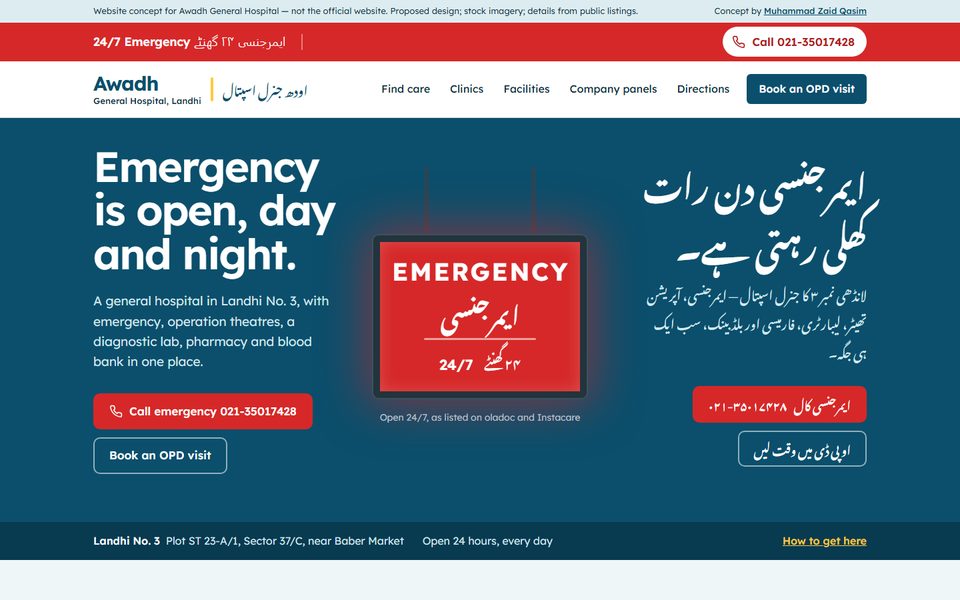 Website concept for Awadh General Hospital — not the official website. Proposed design; stock imagery; details from public listings.
Concept by Muhammad Zaid Qasim
24/7 Emergency ایمرجنسی ۲۴ گھنٹے
Call 021-35017428
Awadh
General Hospital, Landhi
اودھ جنرل اسپتال
Find care
Clinics
Facilities
Company panels
Directions
Book an OPD visit
Emergency
is open, day
and night.
A general hospital in Landhi No. 3, with
emergency, operation theatres, a
diagnostic lab, pharmacy and blood
bank in one place.
Call emergency 021-35017428
Book an OPD visit
EMERGENCY
ایمرجنسی
24/7 ۲۴ گھنٹے
Open 24/7, as listed on oladoc and Instacare
ایمرجنسی دن رات
کھلی رہتی ہے۔
لانڈھی نمبر ۳ کا جنرل اسپتال — ایمرجنسی، آپریشن
تھیٹر، لیبارٹری، فارمیسی اور بلڈ بینک، سب ایک
ہی جگہ۔
ایمرجنسی کال ۰۲۱-۳۵۰۱۷۴۲۸
او پی ڈی میں وقت لیں
Landhi No. 3 Plot ST 23-A/1, Sector 37/C, near Baber Market
Open 24 hours, every day
How to get here